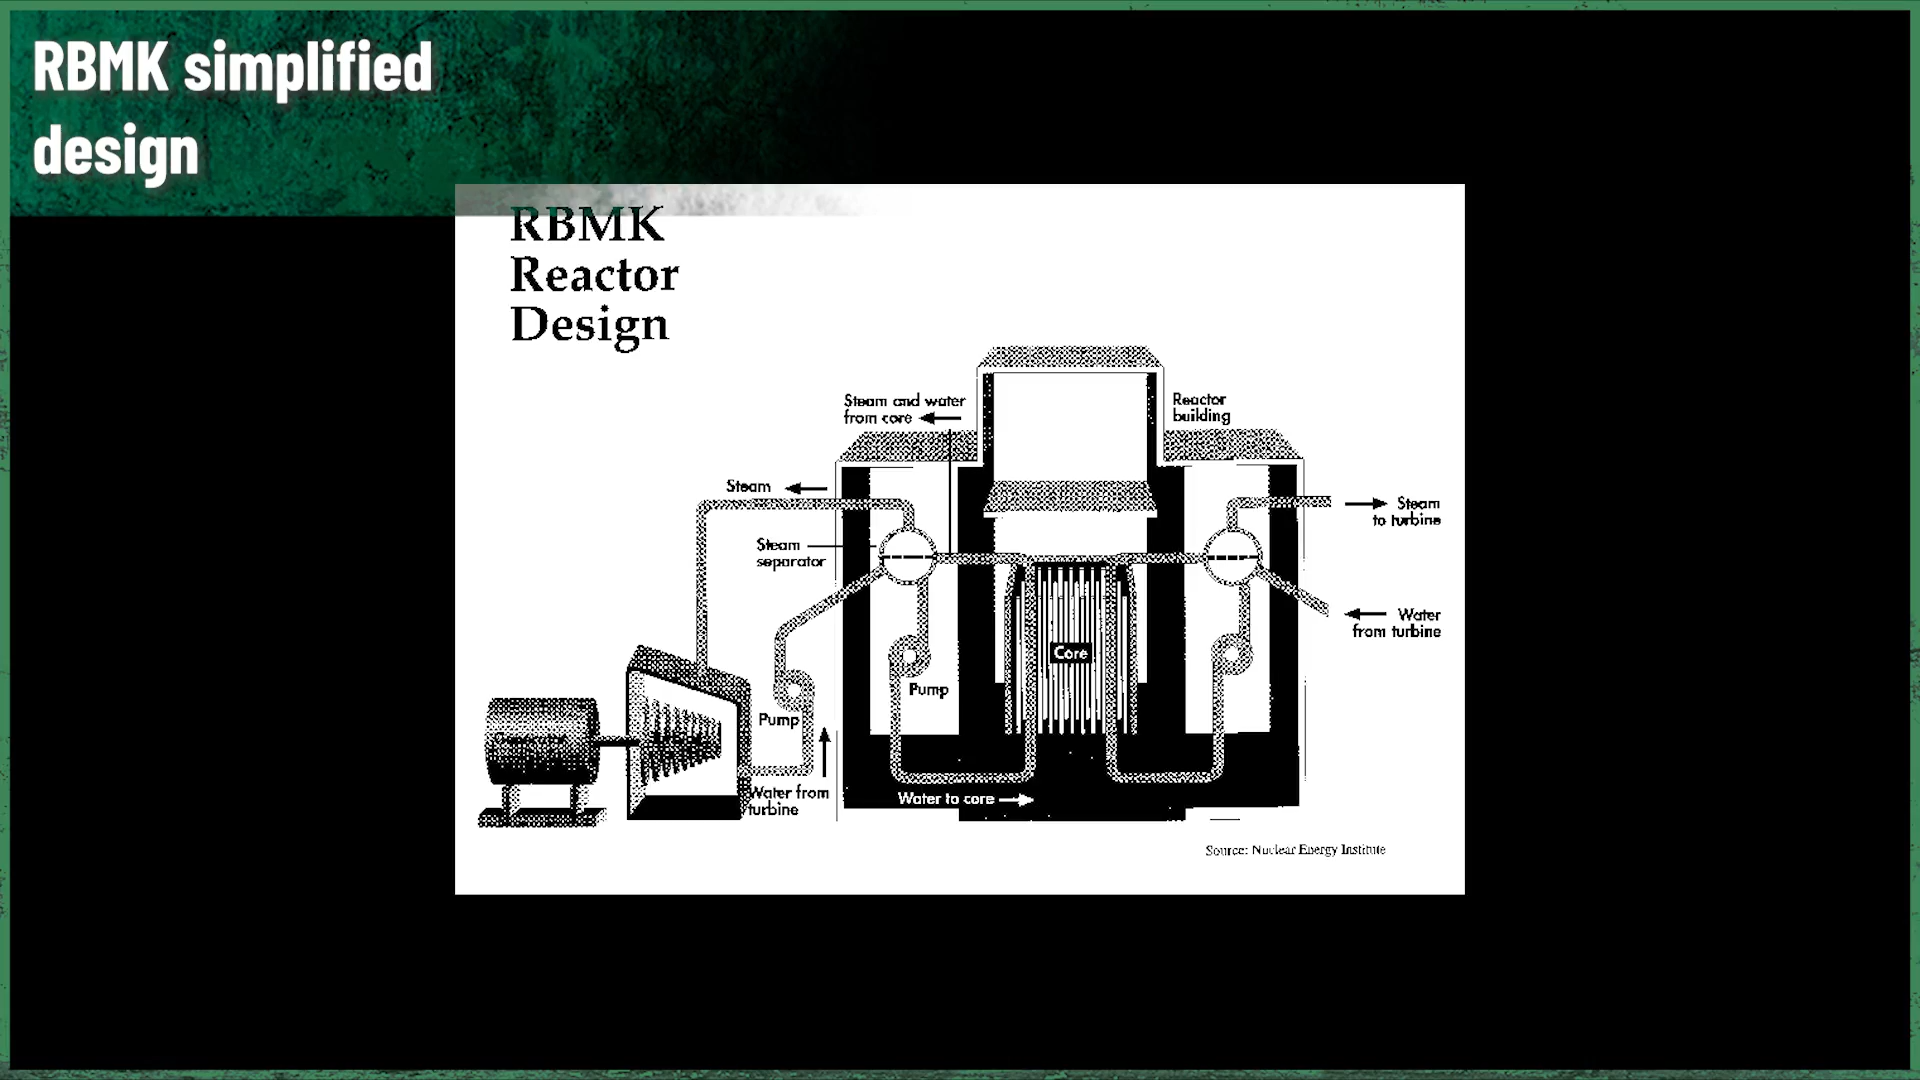 RBMK simplified
design
RBMK
Reactor
Design
Steam and water
from core
Reactor
building
Steam
Steam
to turbine
Steam
separator
Water
from turbine
Core
Pump
Pump
Generator
Water from
turbine
Water to core
Source: Nuclear Energy Institute